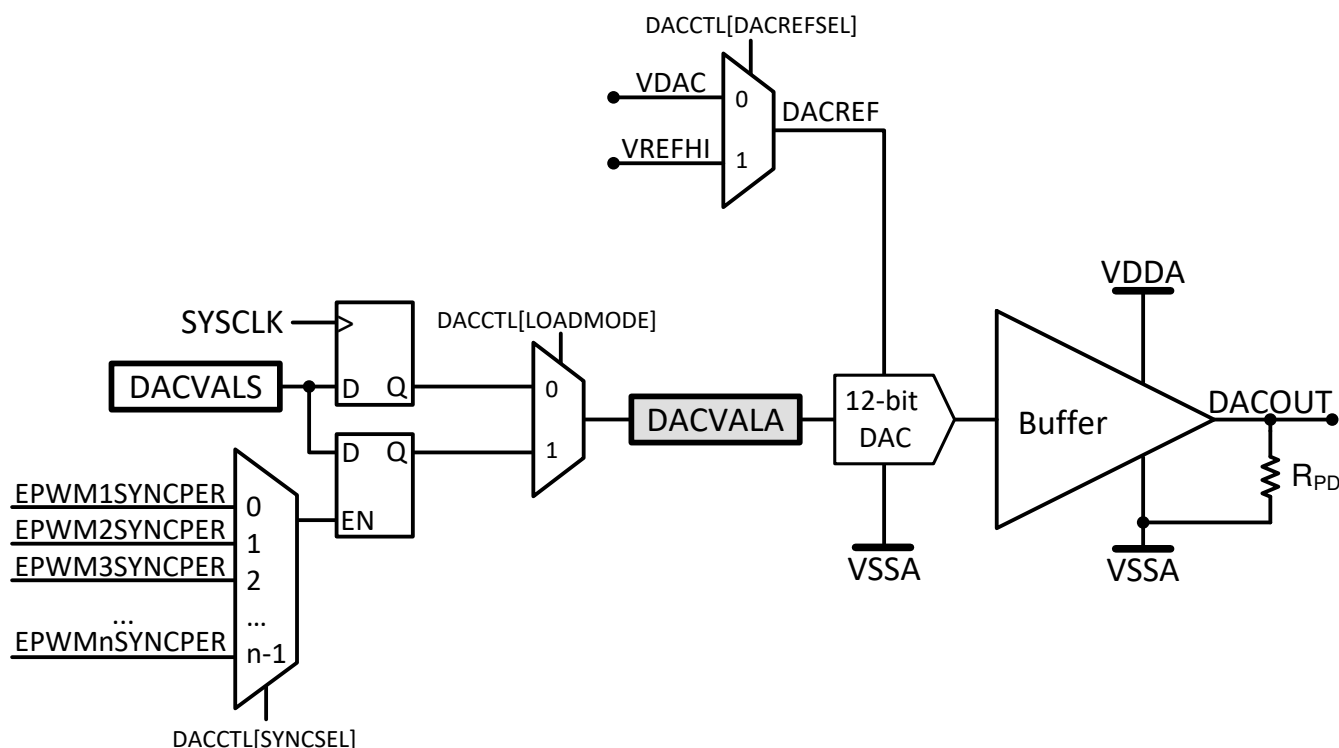 DACCTL[DACREFSEL]
VDAC
0
DACREF
VREFHI
1
VDDA
SYSCLK
DACCTL[LOADMODE]
DACVALS
D
Q
0
DACVALA
12-bit
DAC
Buffer
DACOUT
D
Q
1
RPD
EPWM1SYNCPER
0
EN
EPWM2SYNCPER
1
EPWM3SYNCPER
2
VSSA
VSSA
...
...
EPWMnSYNCPER
n-1
DACCTL[SYNCSEL]